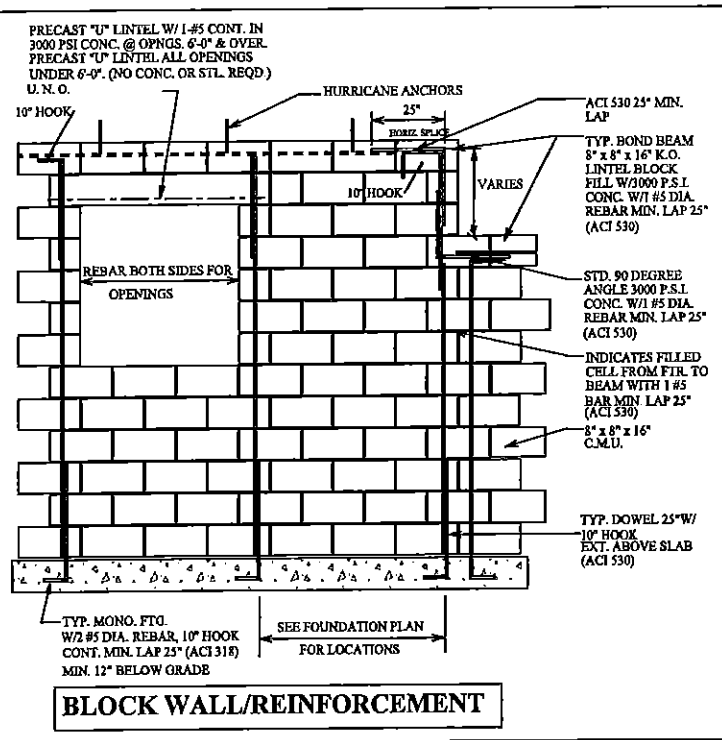 PRECAST "U" LINTEL W/ 1-#5 CONT. IN
3000 PSI CONC. @ OPNGS. 6'-0" & OVER.
PRECAST "U" LINTEL ALL OPENINGS
UNDER 6'-0". (NO CONC. OR STL. REQD.)
U. N. O.
10" HOOK
HURRICANE ANCHORS
25"
HORIZ. SPLICE
10" HOOK
VARIES
ACI 530 25" MIN.
LAP
TYP. BOND BEAM
8" x 8" x 16" K.O.
LINTEL BLOCK
FILL W/3000 P.S.I.
CONC. W/1 #5 DIA.
REBAR MIN. LAP 25"
(ACI 530)
REBAR BOTH SIDES FOR
OPENINGS
STD. 90 DEGREE
ANGLE 3000 P.S.I.
CONC. W/1 #5 DIA.
REBAR MIN. LAP 25"
(ACI 530)
INDICATES FILLED
CELL FROM FTR. TO
BEAM WITH 1 #5
BAR MIN. LAP 25"
(ACI 530)
8" x 8" x 16"
C.M.U.
TYP. DOWEL 25" W/
10" HOOK
EXT. ABOVE SLAB
(ACI 530)
TYP. MONO. FTG.
W/2 #5 DIA. REBAR, 10" HOOK
CONT. MIN. LAP 25" (ACI 318)
MIN. 12" BELOW GRADE
SEE FOUNDATION PLAN
FOR LOCATIONS
BLOCK WALL/REINFORCEMENT